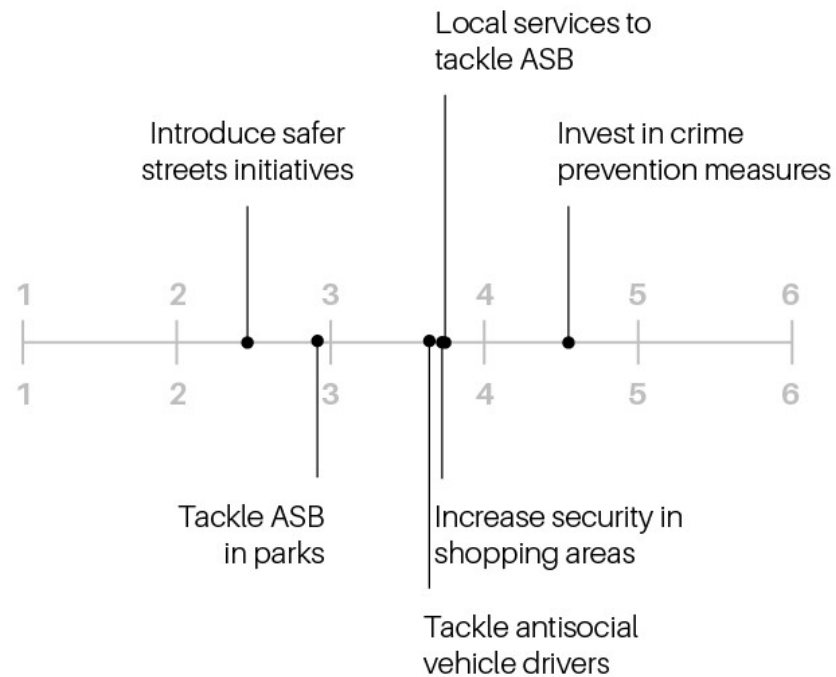 Local services to
tackle ASB
Introduce safer
streets initiatives
Invest in crime
prevention measures
1 2 3 4 5 6
1 2 3 4 5 6
Tackle ASB
in parks
Increase security in
shopping areas
Tackle antisocial
vehicle drivers